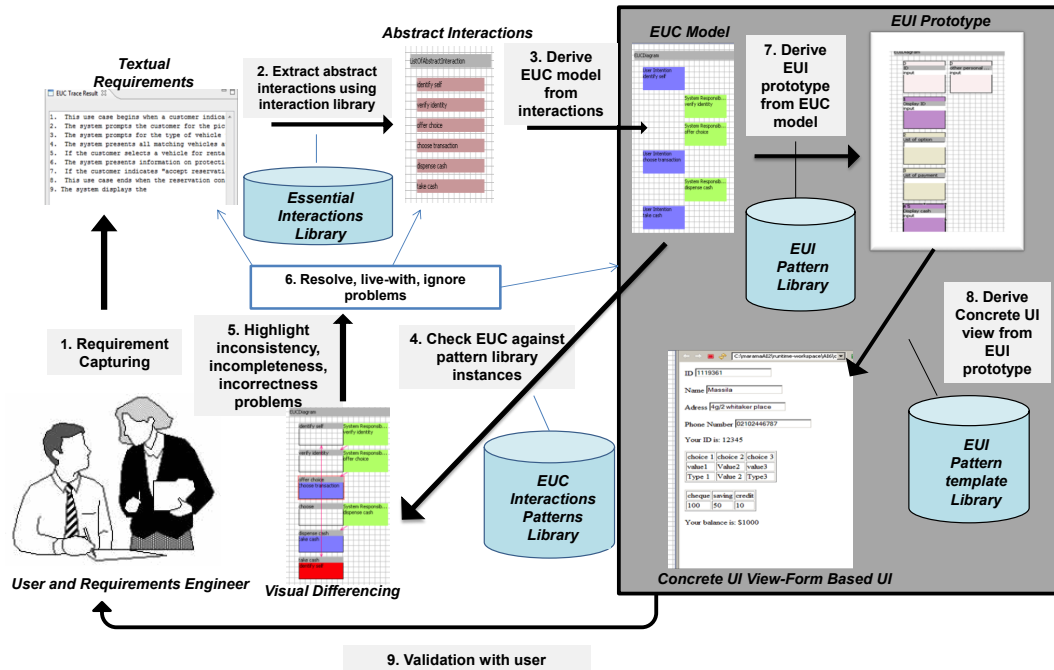 Textual
Requirements
EUC Trace Result
1. This use case begins when a customer indica
2. The system prompts the customer for the pic
3. The system prompts for the type of vehicle
4. The system presents all matching vehicles a
5. If the customer selects a vehicle for renta
6. The system presents information on protecti
7. If the customer indicates "accept reservati
8. This use case ends when the reservation con
9. The system displays the
2. Extract abstract
interactions using
interaction library
Essential
Interactions
Library
Abstract Interactions
ListOfAbstractInteraction
identify self
verify identity
offer choice
choose transaction
dispense cash
take cash
3. Derive
EUC model
from
interactions
EUC Model
EUCDiagram
User Intention
identify self
System Responsib...
verify identity
System Responsib...
offer choice
User Intention
choose transaction
System Responsib...
dispense cash
User Intention
take cash
7. Derive
EUI
prototype
from EUC
model
EUI
Pattern
Library
EUI Prototype
ID
input
other personal
input
Display ID
input
List of option
List of payment
Display cash
input
8. Derive
Concrete UI
view from
EUI
prototype
EUI
Pattern
template
Library
1. Requirement
Capturing
User and Requirements Engineer
6. Resolve, live-with, ignore
problems
5. Highlight
inconsistency,
incompleteness,
incorrectness
problems
EUCDiagram
identify self
System Responsib...
verify identity
verify identity
System Responsib...
offer choice
offer choice
choose transaction
choose
System Responsib...
dispense cash
dispense cash
take cash
take cash
identify self
Visual Differencing
4. Check EUC against
pattern library
instances
EUC
Interactions
Patterns
Library
ID 1118361
Name Massila
Adress 4g/2 whitaker place
Phone Number 02102446787
Your ID is: 12345
choice 1 choice 2 choice 3
value1 Value2 value3
Type 1 Value 2 Type3
cheque saving credit
100 50 10
Your balance is: $1000
Concrete UI View-Form Based UI
9. Validation with user